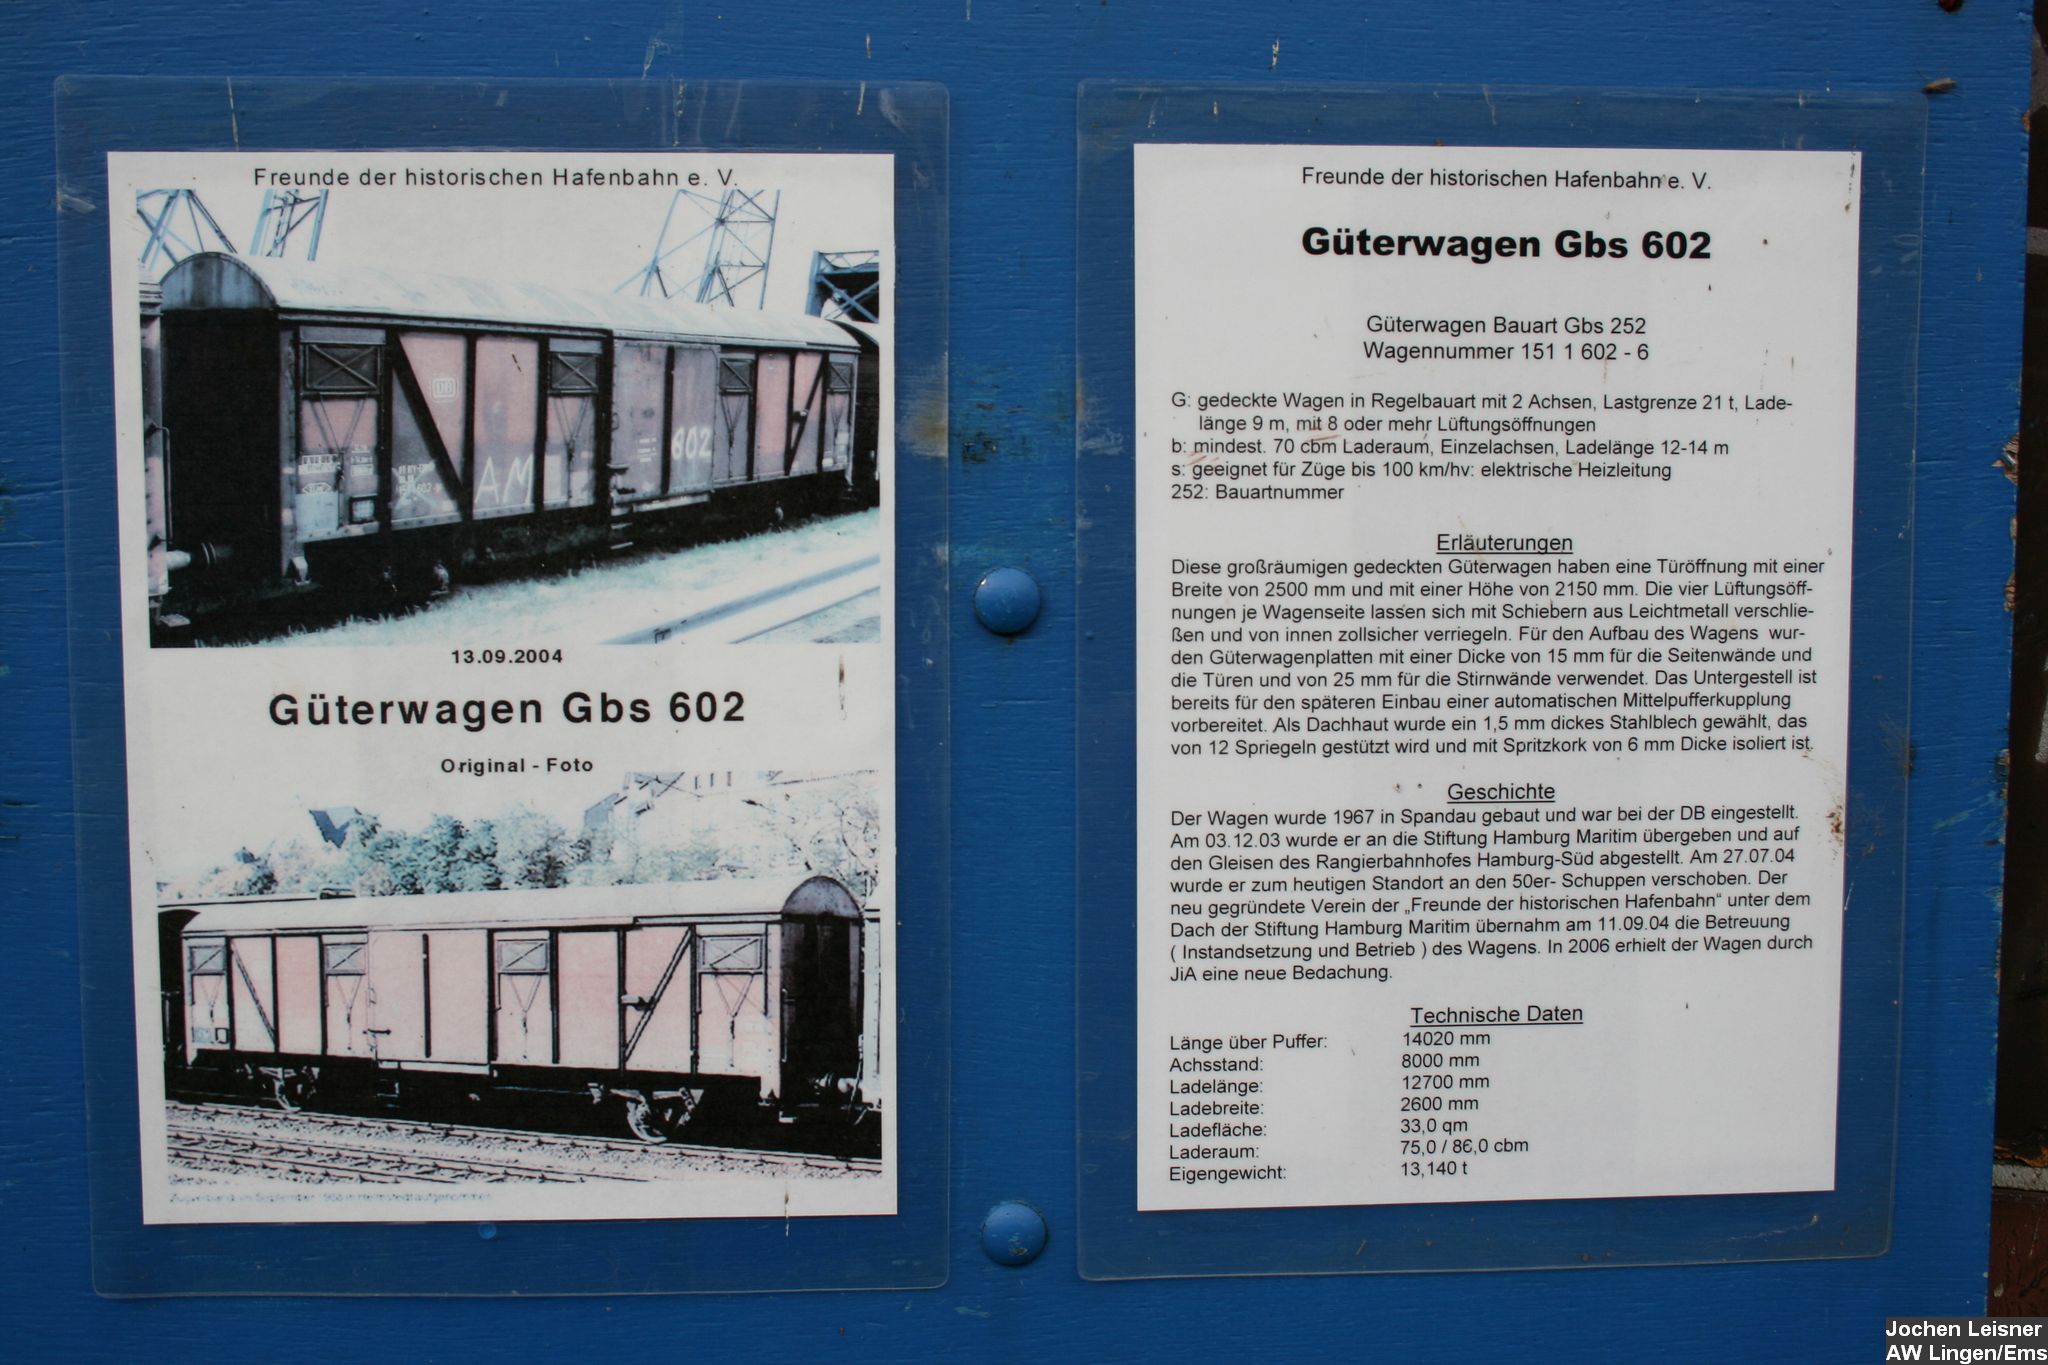 Freunde der historischen Hafenbahn e. V.
DB
602
AM
13.09.2004
Güterwagen Gbs 602
Original - Foto
Freunde der historischen Hafenbahn e. V.
Güterwagen Gbs 602
Güterwagen Bauart Gbs 252
Wagennummer 151 1 602 - 6
G: gedeckte Wagen in Regelbauart mit 2 Achsen, Lastgrenze 21 t, Lade-
länge 9 m, mit 8 oder mehr Lüftungsöffnungen
b: mindest. 70 cbm Laderaum, Einzelachsen, Ladelänge 12-14 m
s: geeignet für Züge bis 100 km/hv: elektrische Heizleitung
252: Bauartnummer
Erläuterungen
Diese großräumigen gedeckten Güterwagen haben eine Türöffnung mit einer
Breite von 2500 mm und mit einer Höhe von 2150 mm. Die vier Lüftungsöff-
nungen je Wagenseite lassen sich mit Schiebern aus Leichtmetall verschlie-
ßen und von innen zollsicher verriegeln. Für den Aufbau des Wagens wur-
den Güterwagenplatten mit einer Dicke von 15 mm für die Seitenwände und
die Türen und von 25 mm für die Stirnwände verwendet. Das Untergestell ist
bereits für den späteren Einbau einer automatischen Mittelpufferkupplung
vorbereitet. Als Dachhaut wurde ein 1,5 mm dickes Stahlblech gewählt, das
von 12 Spriegeln gestützt wird und mit Spritzkork von 6 mm Dicke isoliert ist.
Geschichte
Der Wagen wurde 1967 in Spandau gebaut und war bei der DB eingestellt.
Am 03.12.03 wurde er an die Stiftung Hamburg Maritim übergeben und auf
den Gleisen des Rangierbahnhofes Hamburg-Süd abgestellt. Am 27.07.04
wurde er zum heutigen Standort an den 50er- Schuppen verschoben. Der
neu gegründete Verein der „Freunde der historischen Hafenbahn“ unter dem
Dach der Stiftung Hamburg Maritim übernahm am 11.09.04 die Betreuung
( Instandsetzung und Betrieb ) des Wagens. In 2006 erhielt der Wagen durch
JiA eine neue Bedachung.
Technische Daten
Länge über Puffer: 14020 mm
Achsstand: 8000 mm
Ladelänge: 12700 mm
Ladebreite: 2600 mm
Ladefläche: 33,0 qm
Laderaum: 75,0 / 86,0 cbm
Eigengewicht: 13,140 t
Jochen Leisner
AW Lingen/Ems